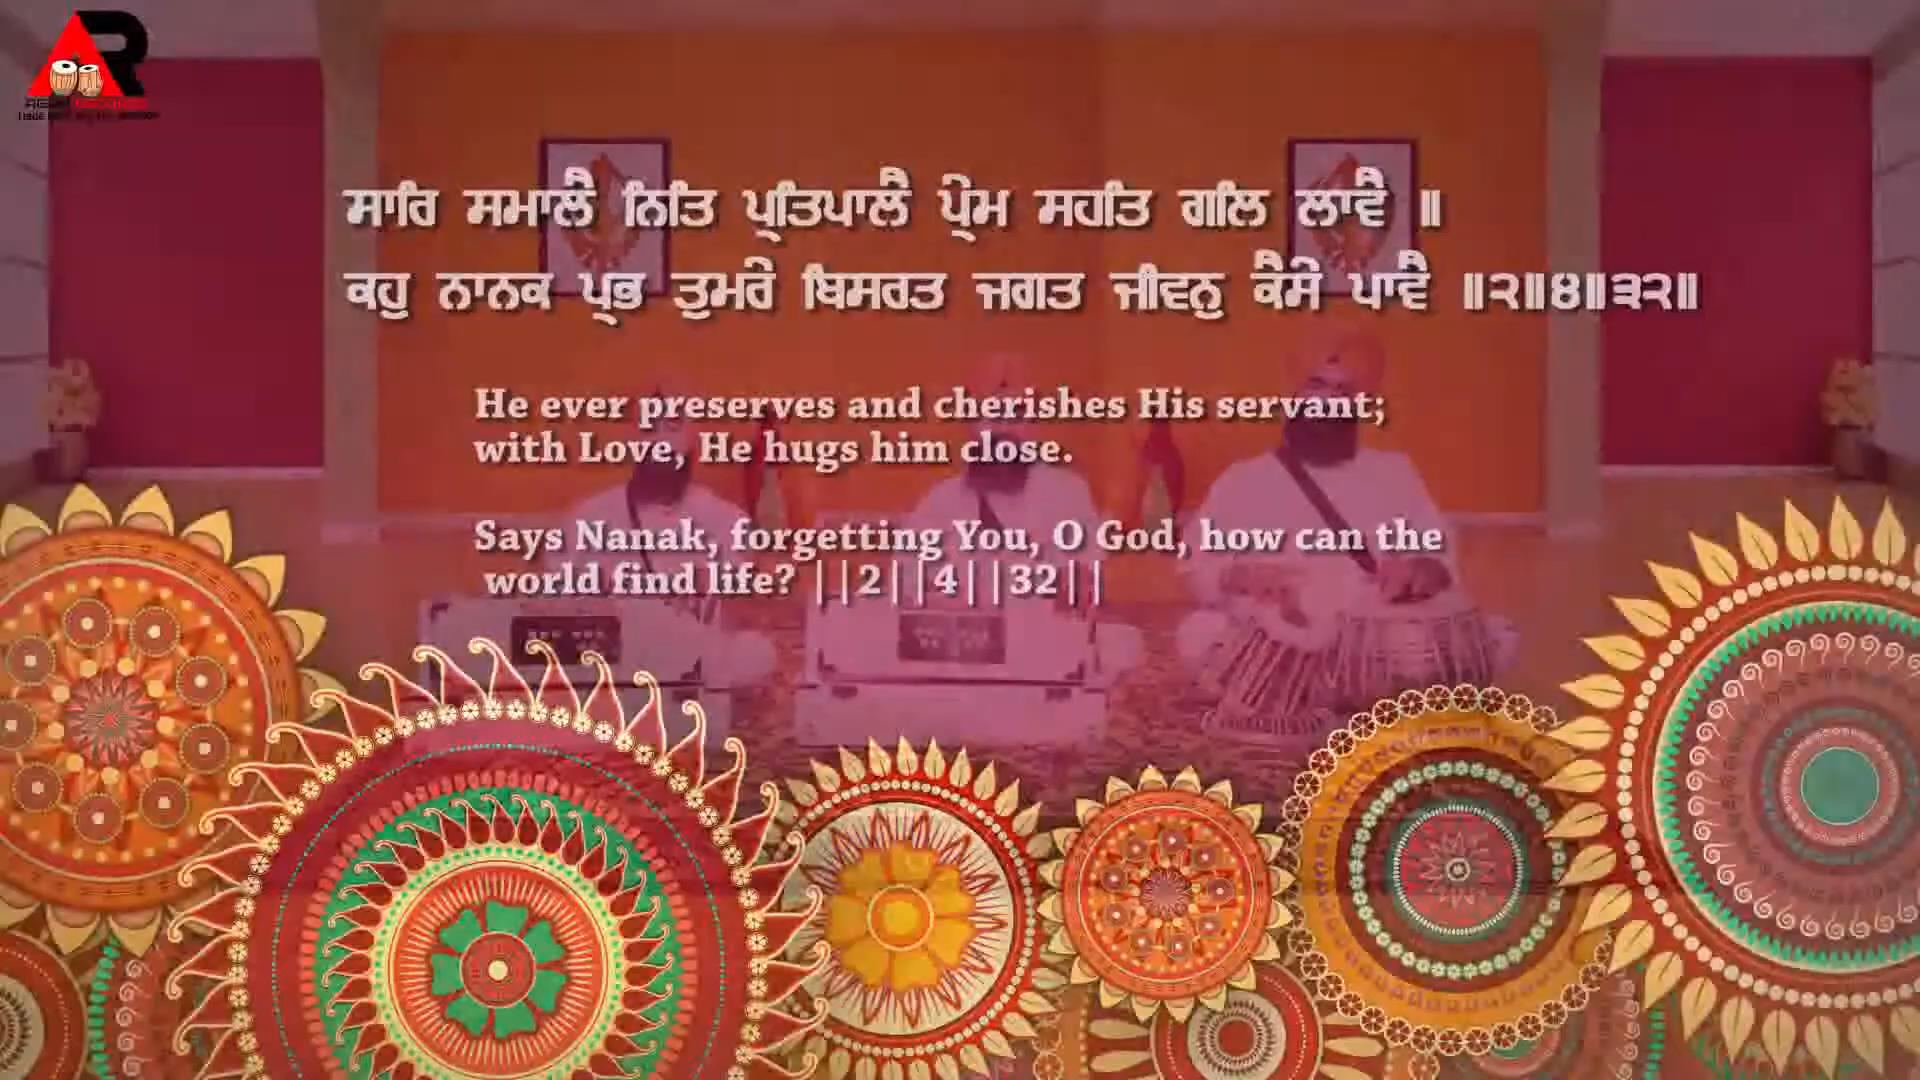 AR
ਸਾਰਿ ਸਮਾਲੈ ਨਿਤਿ ਪ੍ਰਤਿਪਾਲੈ ਪ੍ਰੇਮ ਸਹਤਿ ਗਲਿ ਲਾਵੈ ॥
ਕਹੁ ਨਾਨਕ ਪ੍ਰਭ ਤੁਮਰੇ ਬਿਸਰਤ ਜਗਤ ਜੀਵਨੁ ਕੈਸੇ ਪਾਵੈ ॥੨॥੪॥੩੨॥
He ever preserves and cherishes His servant;
with Love, He hugs him close.
Says Nanak, forgetting You, O God, how can the
world find life? ||2||4||32||